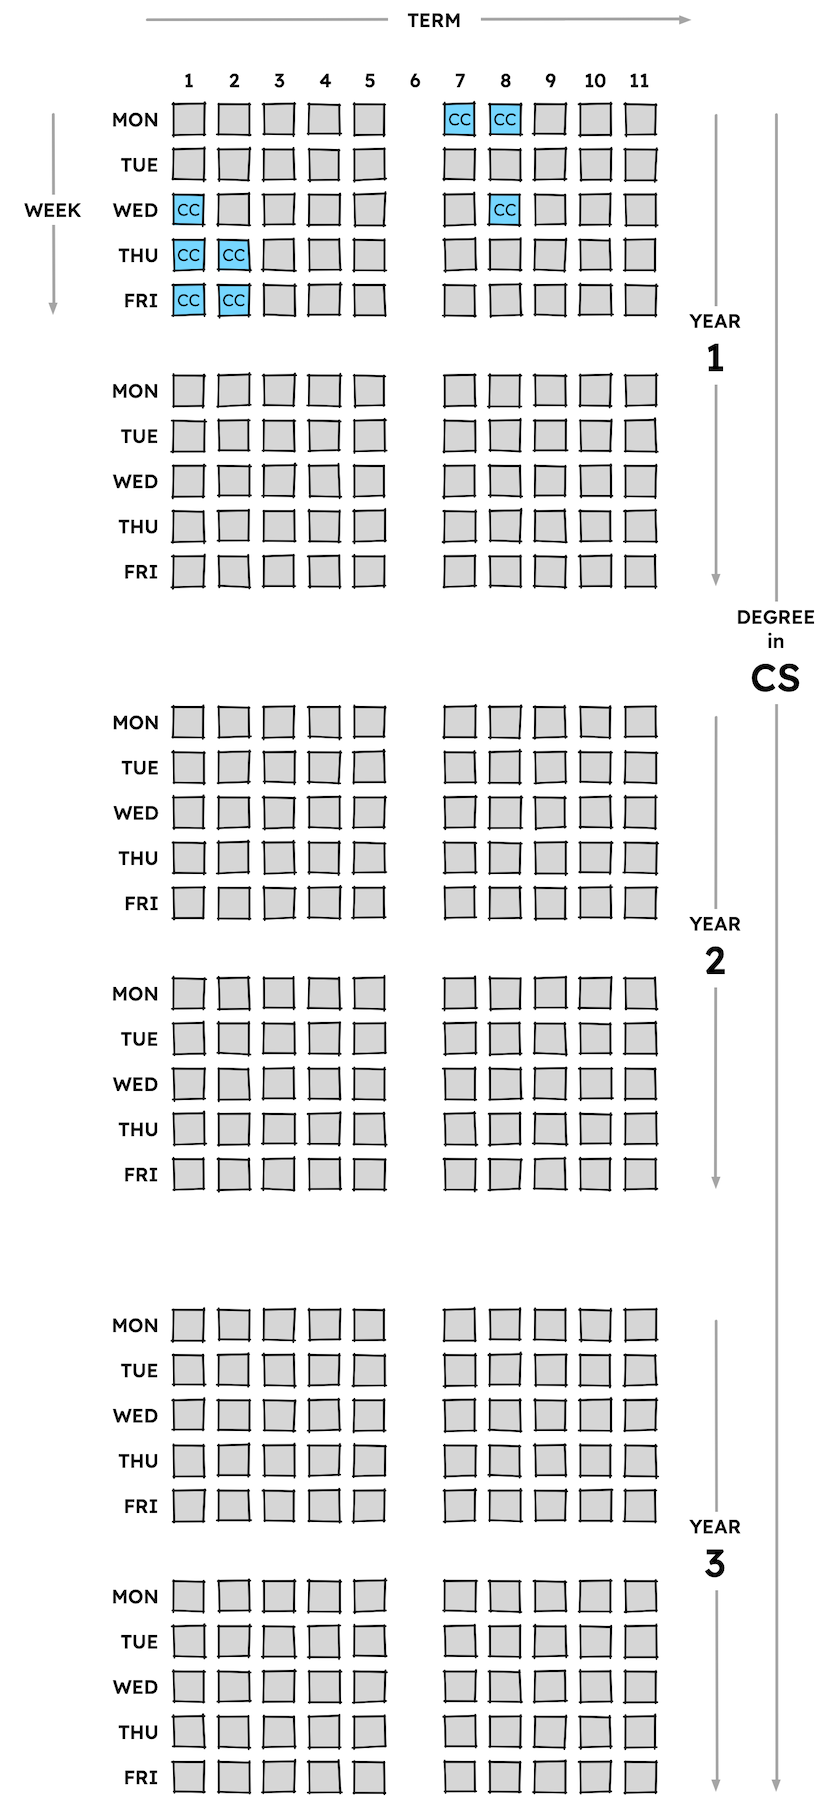 TERM
1 2 3 4 5 6 7 8 9 10 11
MON CC CC
TUE
WEEK WED CC CC
THU CC CC
FRI CC CC
YEAR
1
MON
TUE
WED
THU
FRI
DEGREE
in
CS
MON
TUE
WED
THU
FRI
YEAR
2
MON
TUE
WED
THU
FRI
MON
TUE
WED
THU
FRI
YEAR
3
MON
TUE
WED
THU
FRI